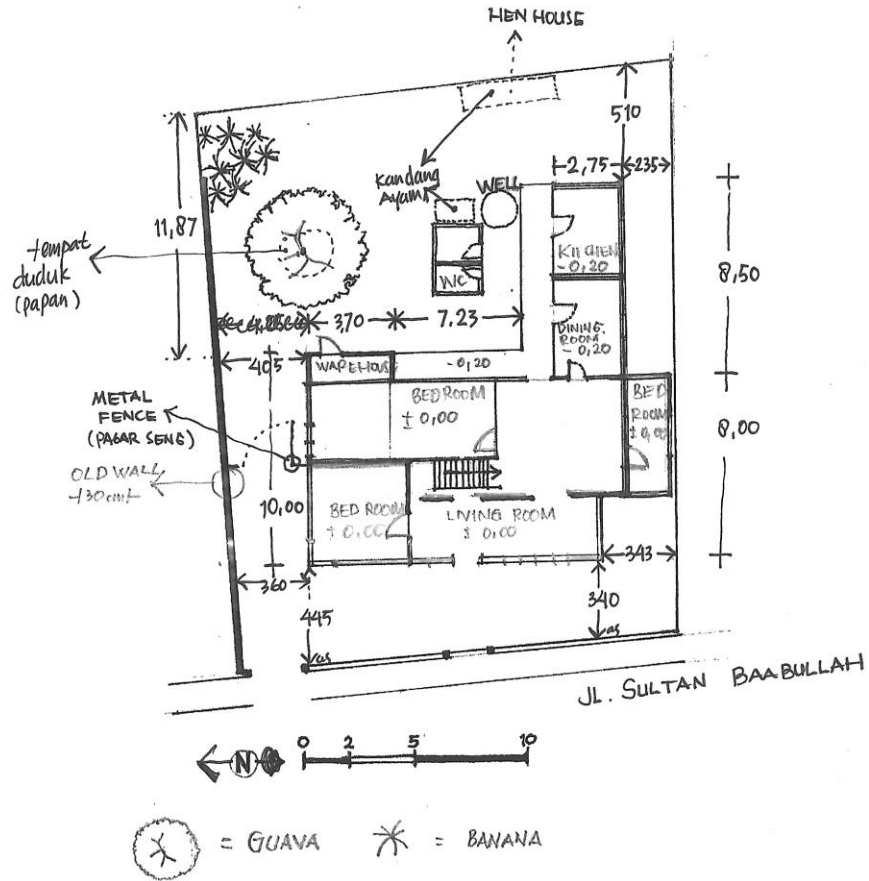 HEN HOUSE
510
2,75
235
Kandang
Ayam
WELL
11,87
KITCHEN
-0,20
8,50
tempat
duduk
(papan)
WC
3,70
7.23
DINING
ROOM
-0,20
405
WAREHOUSE
-0,20
METAL
FENCE
(PAGAR SENG)
BEDROOM
± 0,00
BED
ROOM
± 0,00
8,00
OLD WALL
10,00
BED ROOM
± 0,00
LIVING ROOM
± 0,00
343
360
445
340
as
as
JL. SULTAN BAABULLAH
N
0 2 5 10
= GUAVA
= BANANA